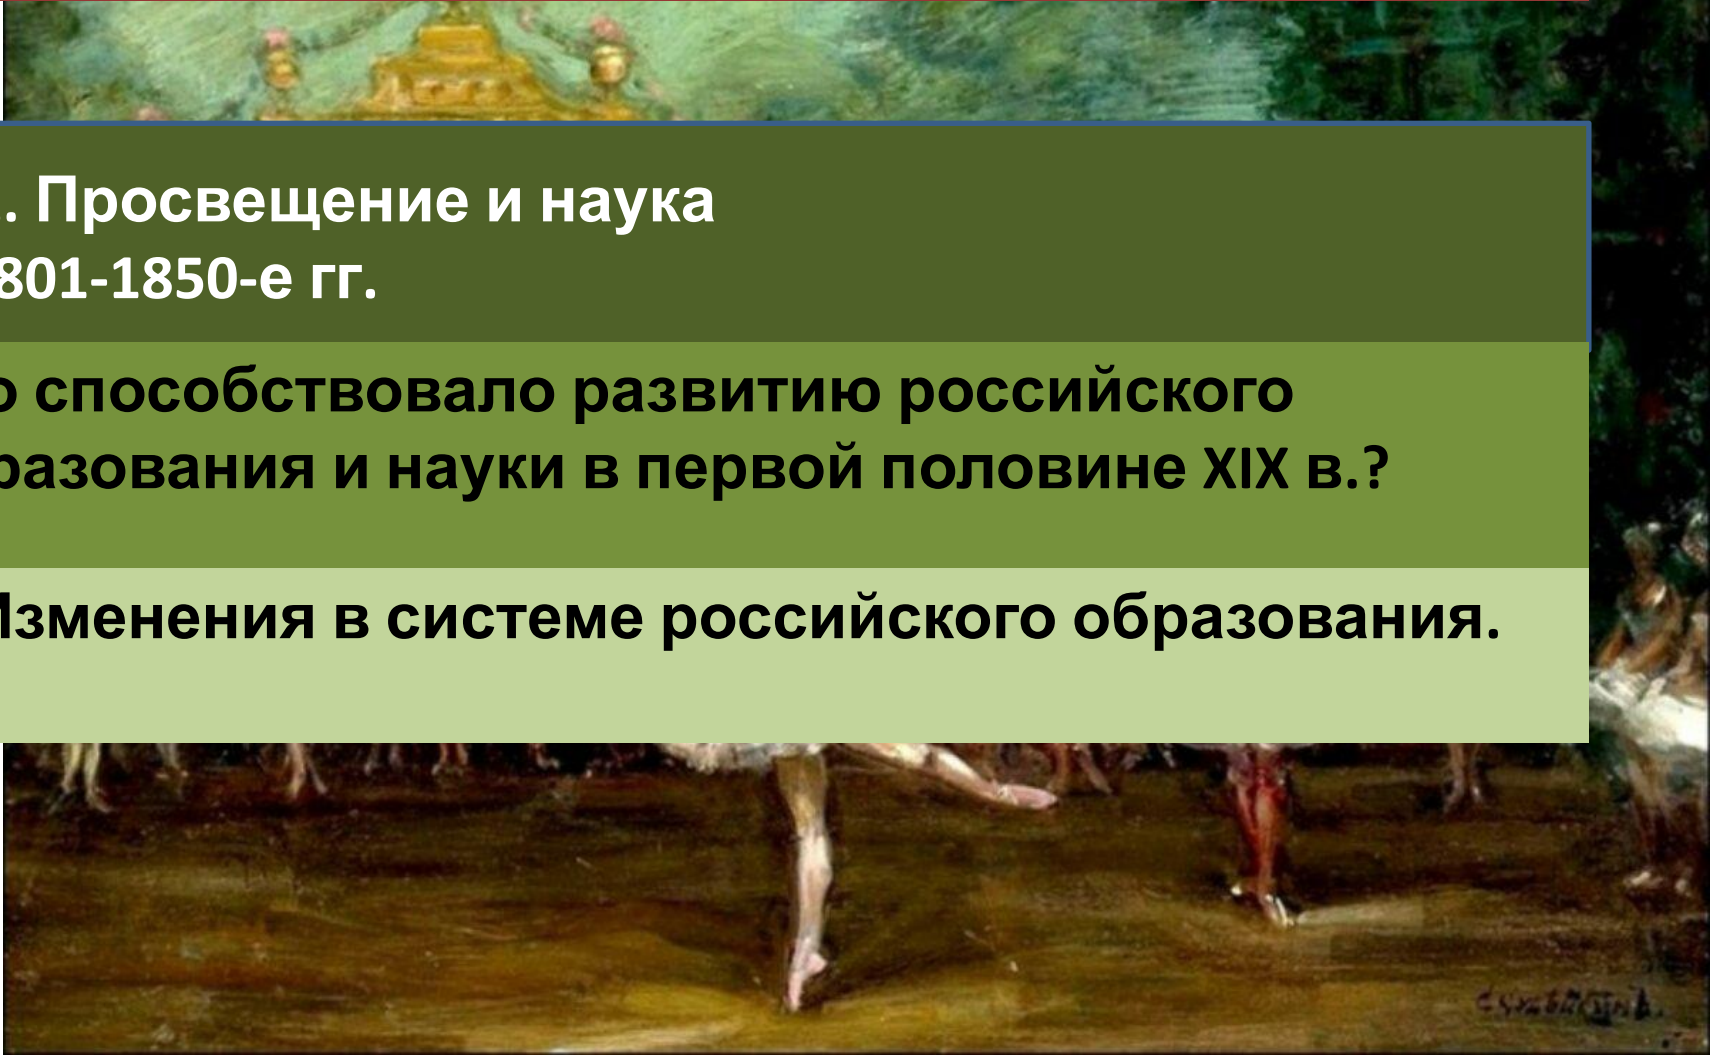 . Просвещение и наука
801-1850-е гг.
о способствовало развитию российского
разования и науки в первой половине XIX в.?
Изменения в системе российского образования.